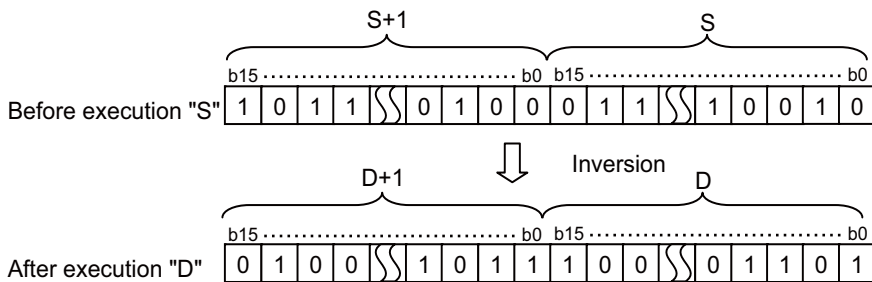 S+1 S
b15 ·················· b0 b15 ·················· b0
Before execution "S" 1 0 1 1 0 1 0 0 0 1 1 1 0 0 1 0
Inversion
D+1 D
b15 ·················· b0 b15 ·················· b0
After execution "D" 0 1 0 0 1 0 1 1 1 0 0 0 1 1 0 1